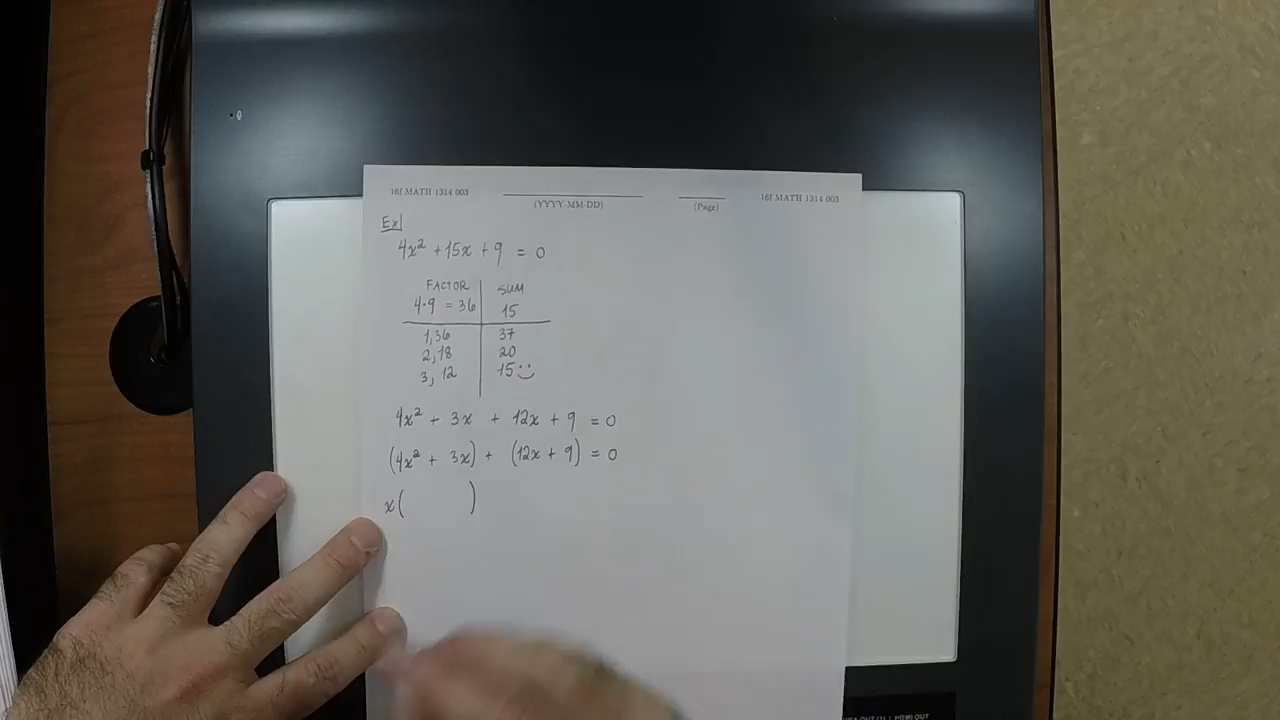 16f MATH 1314 003 (YYYY-MM-DD) (Page) 16f MATH 1314 003
Ex|
4x² + 15x + 9 = 0
FACTOR SUM
4·9 = 36 15
1, 36 37
2, 18 20
3, 12 15
4x² + 3x + 12x + 9 = 0
(4x² + 3x) + (12x + 9) = 0
x( )